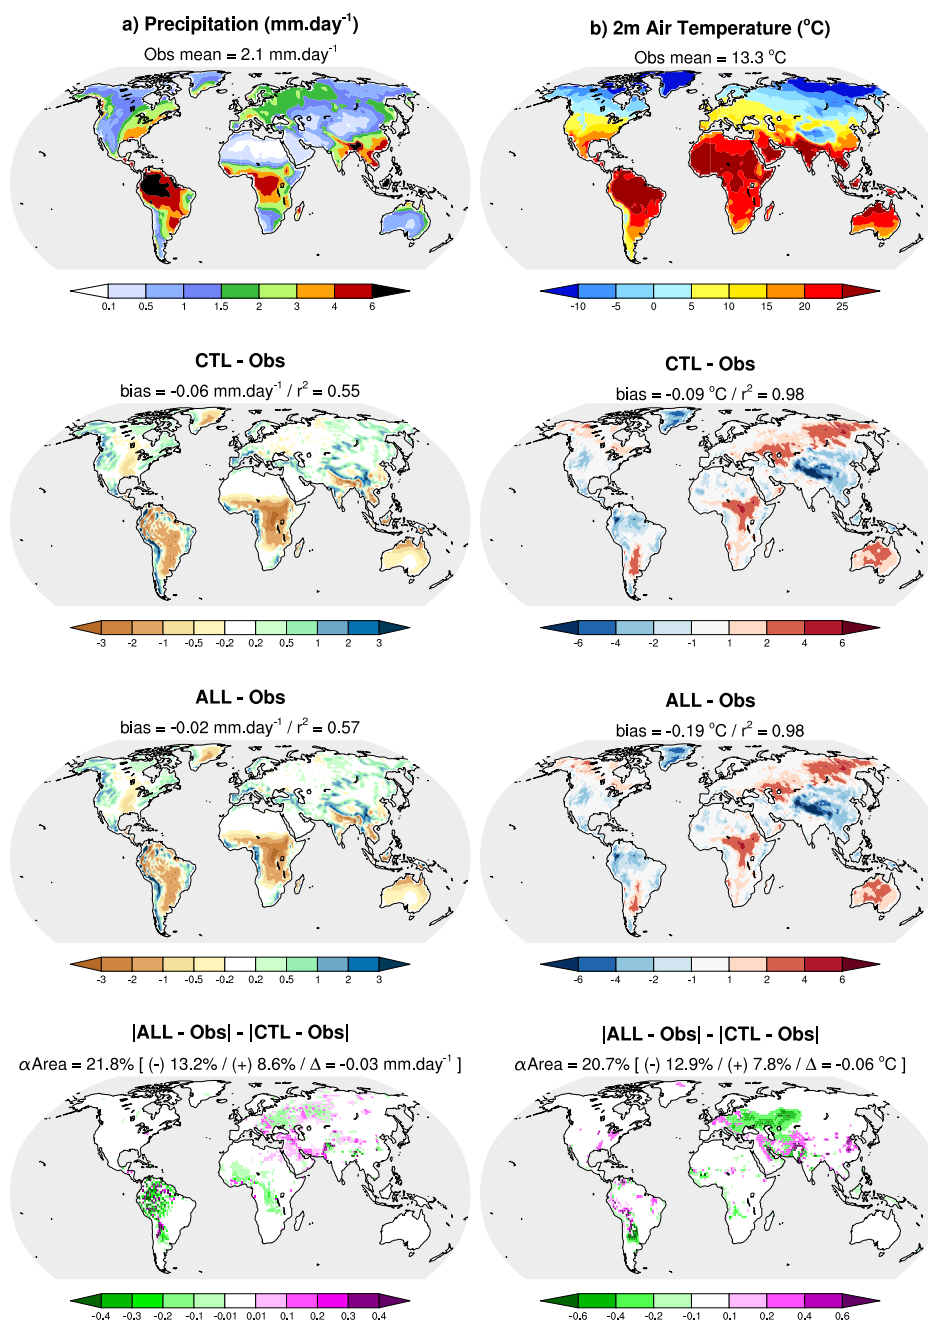 a) Precipitation (mm.day⁻¹)
Obs mean = 2.1 mm.day⁻¹
0.1 0.5 1 1.5 2 3 4 6
CTL - Obs
bias = -0.06 mm.day⁻¹ / r² = 0.55
-3 -2 -1 -0.5 -0.2 0.2 0.5 1 2 3
ALL - Obs
bias = -0.02 mm.day⁻¹ / r² = 0.57
-3 -2 -1 -0.5 -0.2 0.2 0.5 1 2 3
|ALL - Obs| - |CTL - Obs|
αArea = 21.8% [ (-) 13.2% / (+) 8.6% / Δ = -0.03 mm.day⁻¹ ]
-0.4 -0.3 -0.2 -0.1 -0.01 0.01 0.1 0.2 0.3 0.4
b) 2m Air Temperature (°C)
Obs mean = 13.3 °C
-10 -5 0 5 10 15 20 25
CTL - Obs
bias = -0.09 °C / r² = 0.98
-6 -4 -2 -1 1 2 4 6
ALL - Obs
bias = -0.19 °C / r² = 0.98
-6 -4 -2 -1 1 2 4 6
|ALL - Obs| - |CTL - Obs|
αArea = 20.7% [ (-) 12.9% / (+) 7.8% / Δ = -0.06 °C ]
-0.6 -0.4 -0.2 -0.1 0.1 0.2 0.4 0.6